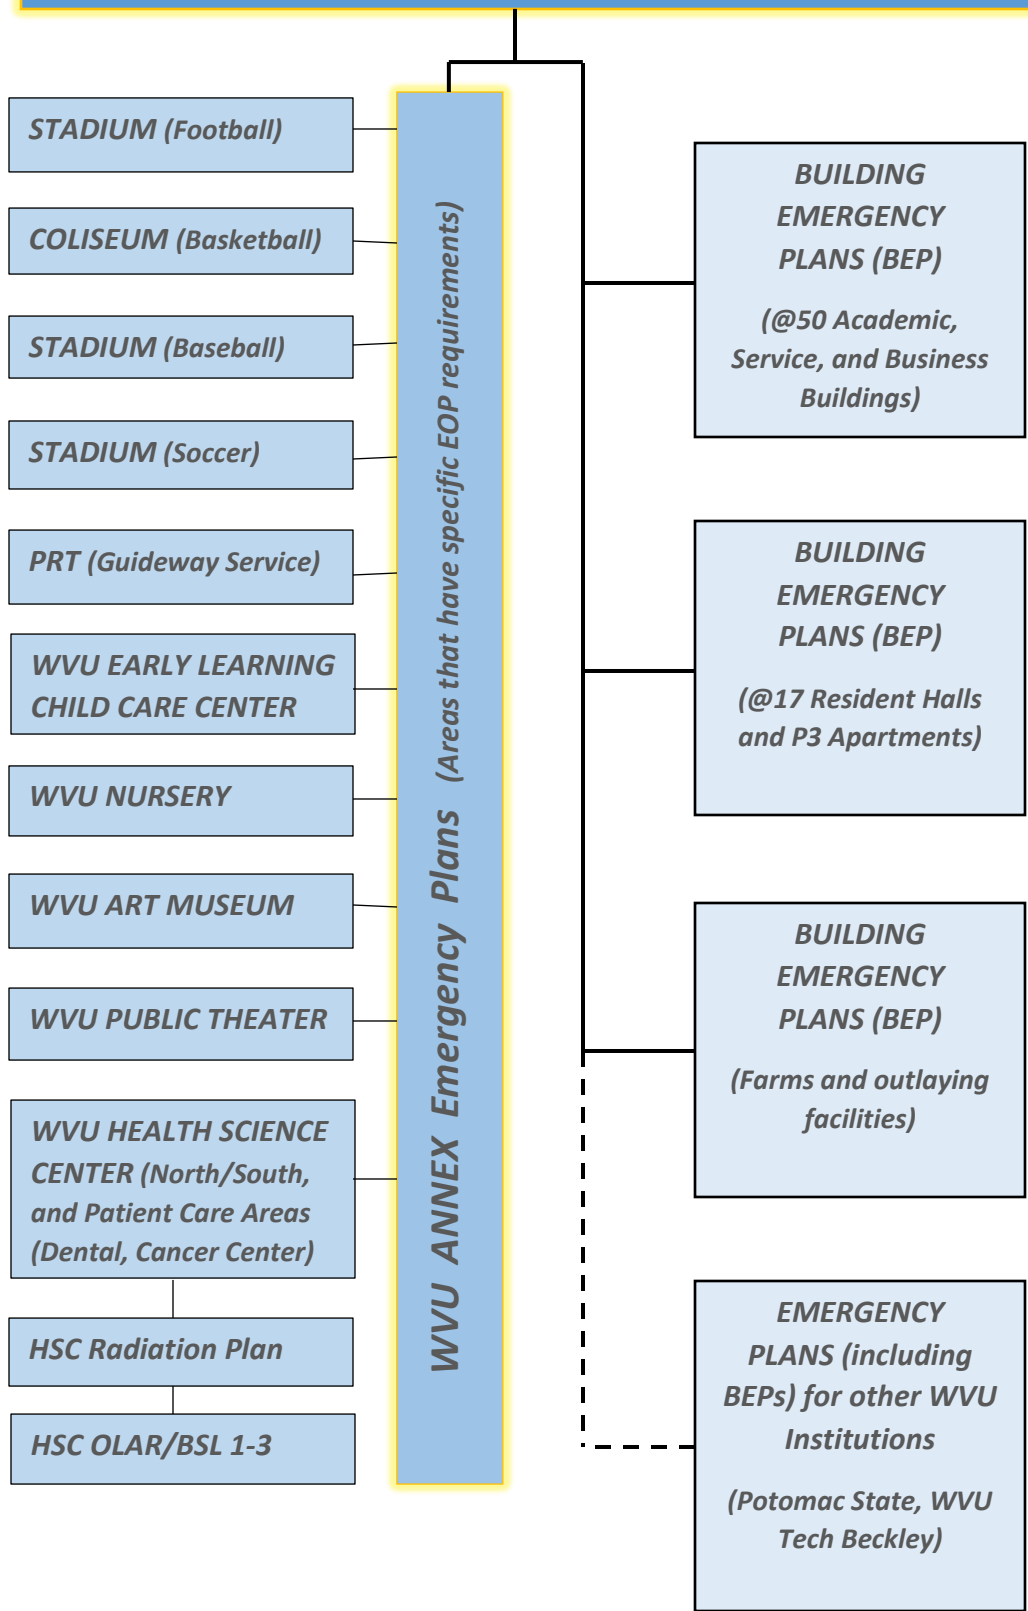 STADIUM (Football)
COLISEUM (Basketball)
STADIUM (Baseball)
STADIUM (Soccer)
PRT (Guideway Service)
WVU EARLY LEARNING
CHILD CARE CENTER
WVU NURSERY
WVU ART MUSEUM
WVU PUBLIC THEATER
WVU HEALTH SCIENCE
CENTER (North/South,
and Patient Care Areas
(Dental, Cancer Center)
HSC Radiation Plan
HSC OLAR/BSL 1-3
WVU ANNEX Emergency Plans (Areas that have specific EOP requirements)
BUILDING
EMERGENCY
PLANS (BEP)
(@50 Academic,
Service, and Business
Buildings)
BUILDING
EMERGENCY
PLANS (BEP)
(@17 Resident Halls
and P3 Apartments)
BUILDING
EMERGENCY
PLANS (BEP)
(Farms and outlaying
facilities)
EMERGENCY
PLANS (including
BEPs) for other WVU
Institutions
(Potomac State, WVU
Tech Beckley)